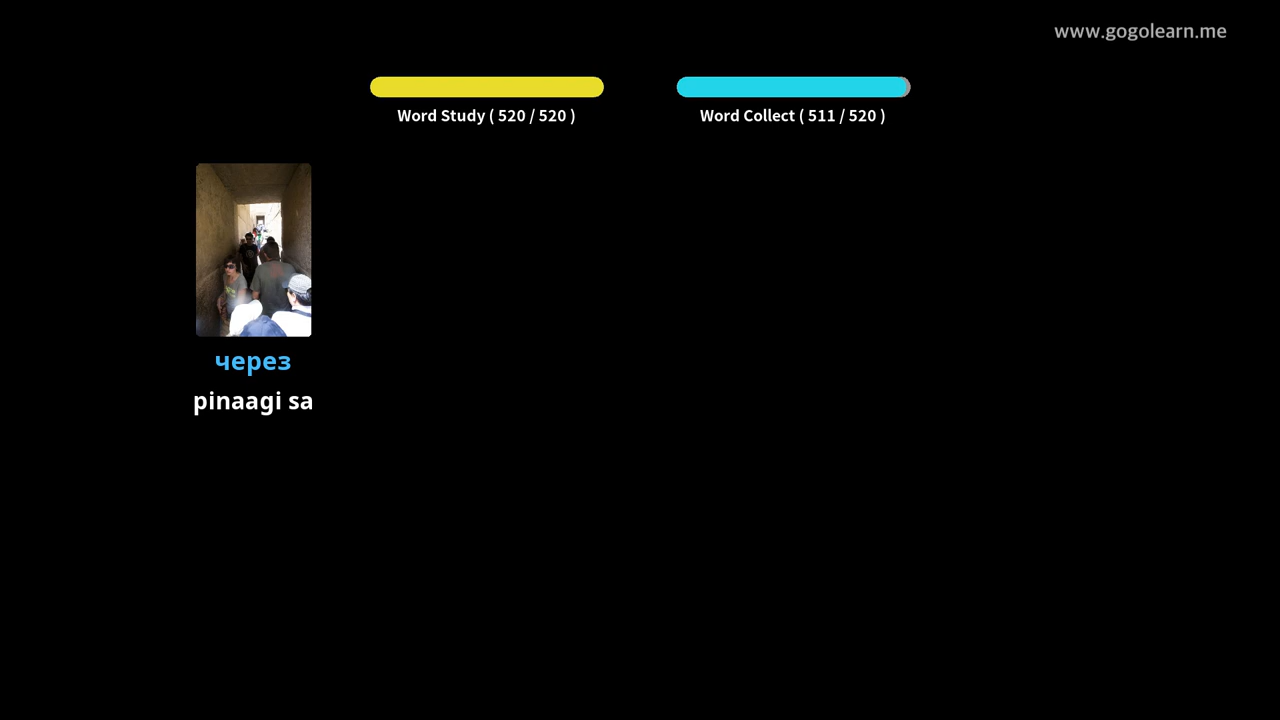 www.gogolearn.me
Word Study ( 520 / 520 )
Word Collect ( 511 / 520 )
через
pinaagi sa